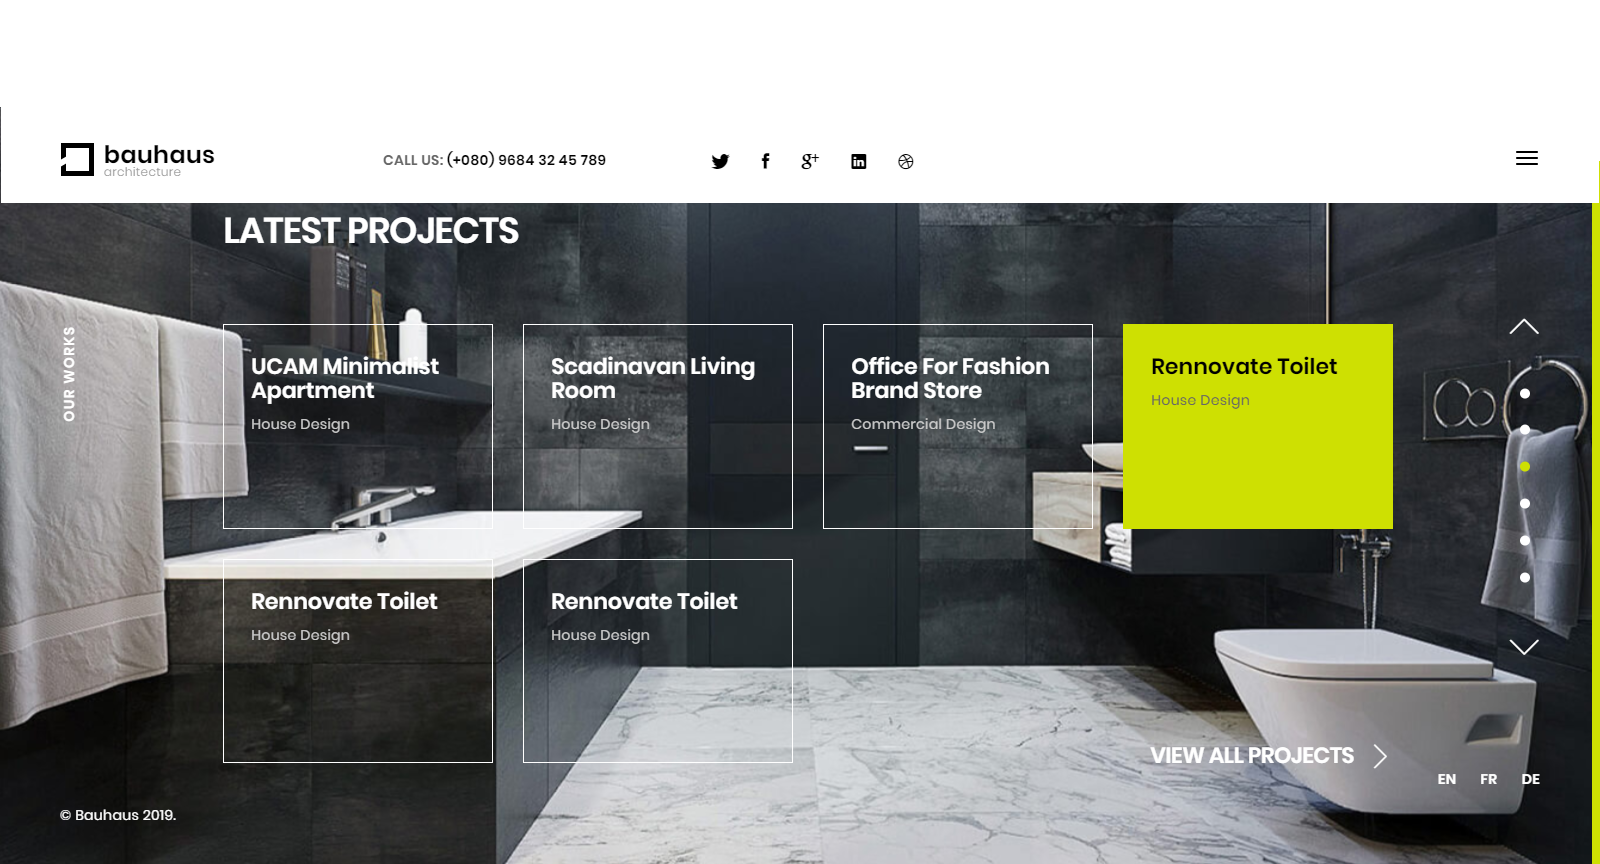 bauhaus
architecture
CALL US: (+080) 9684 32 45 789
LATEST PROJECTS
OUR WORKS
UCAM Minimalist
Apartment
House Design
Scadinavan Living
Room
House Design
Office For Fashion
Brand Store
Commercial Design
Rennovate Toilet
House Design
Rennovate Toilet
House Design
Rennovate Toilet
House Design
VIEW ALL PROJECTS
EN FR DE
© Bauhaus 2019.